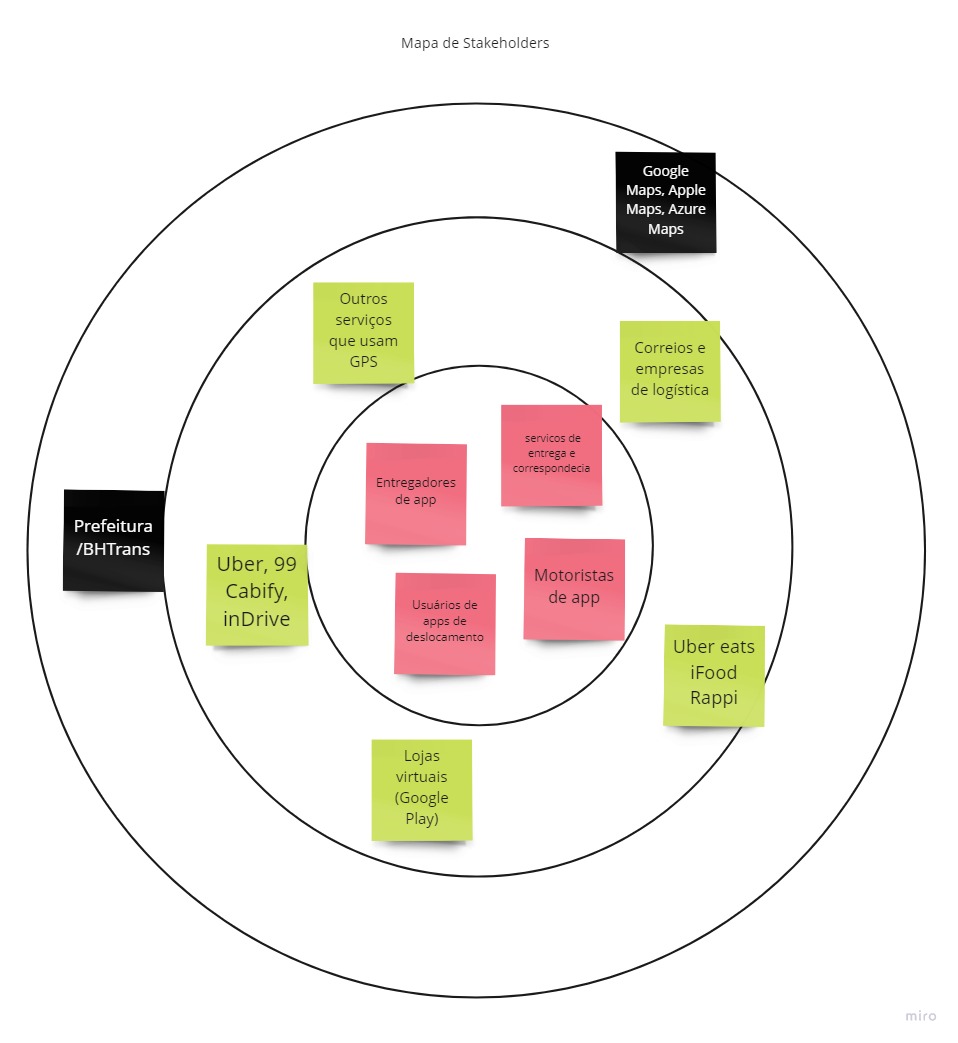 Mapa de Stakeholders
Google
Maps, Apple
Maps, Azure
Maps
Outros
serviços
que usam
GPS
Correios e
empresas
de logística
servicos de
entrega e
correspondecia
Entregadores
de app
Prefeitura
/BHTrans
Uber, 99
Cabify,
inDrive
Motoristas
de app
Usuários de
apps de
deslocamento
Uber eats
iFood
Rappi
Lojas
virtuais
(Google
Play)
miro